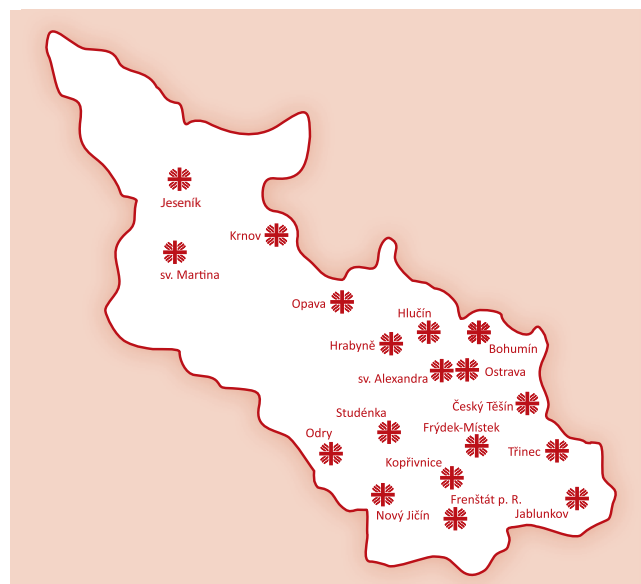 Jeseník
Krnov
sv. Martina
Opava
Hlučín
Hrabyně
Bohumín
sv. Alexandra
Ostrava
Český Těšín
Studénka
Frýdek-Místek
Odry
Třinec
Kopřivnice
Frenštát p. R.
Nový Jičín
Jablunkov